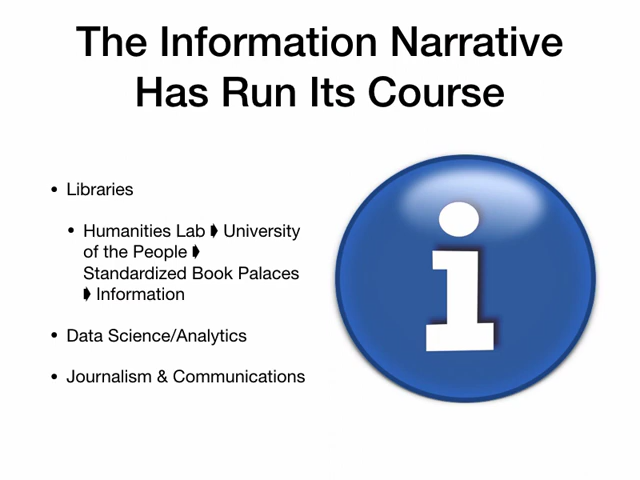 The Information Narrative
Has Run Its Course
• Libraries
• Humanities Lab ➧ University
of the People ➧
Standardized Book Palaces
➧ Information
• Data Science/Analytics
• Journalism & Communications
i